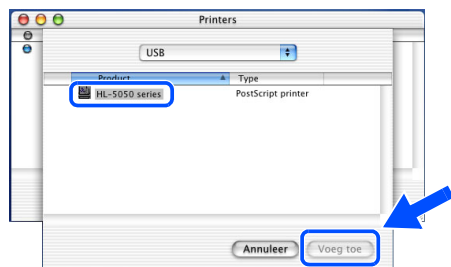 Printers
USB
Product Type
HL-5050 series PostScript printer
Annuleer Voeg toe